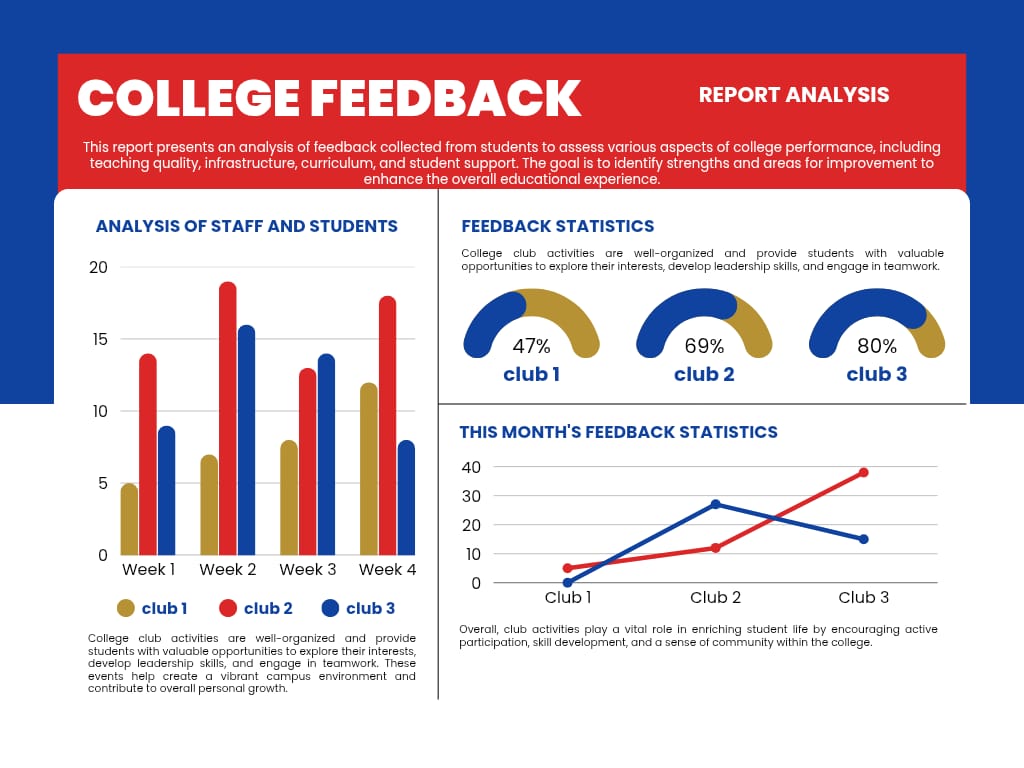 COLLEGE FEEDBACK
REPORT ANALYSIS
This report presents an analysis of feedback collected from students to assess various aspects of college performance, including
teaching quality, infrastructure, curriculum, and student support. The goal is to identify strengths and areas for improvement to
enhance the overall educational experience.
ANALYSIS OF STAFF AND STUDENTS
20
15
10
5
0
Week 1 Week 2 Week 3 Week 4
club 1 club 2 club 3
College club activities are well-organized and provide
students with valuable opportunities to explore their interests,
develop leadership skills, and engage in teamwork. These
events help create a vibrant campus environment and
contribute to overall personal growth.
FEEDBACK STATISTICS
College club activities are well-organized and provide students with valuable
opportunities to explore their interests, develop leadership skills, and engage in teamwork.
47% 69% 80%
club 1 club 2 club 3
THIS MONTH'S FEEDBACK STATISTICS
40
30
20
10
0
Club 1 Club 2 Club 3
Overall, club activities play a vital role in enriching student life by encouraging active
participation, skill development, and a sense of community within the college.